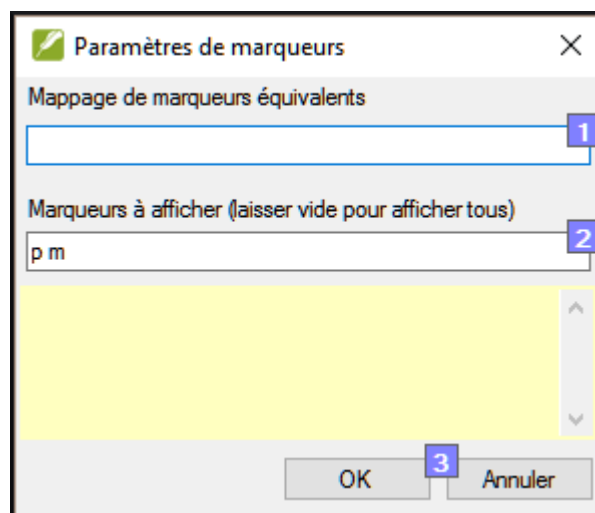 Paramètres de marqueurs
Mappage de marqueurs équivalents
1
Marqueurs à afficher (laisser vide pour afficher tous)
2
p m
3
OK Annuler